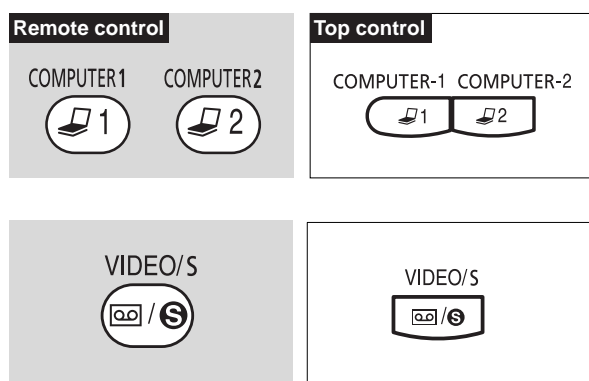 Remote control
Top control
COMPUTER1 COMPUTER2
COMPUTER-1 COMPUTER-2
1 2
1 2
VIDEO/S
VIDEO/S
/S
/S